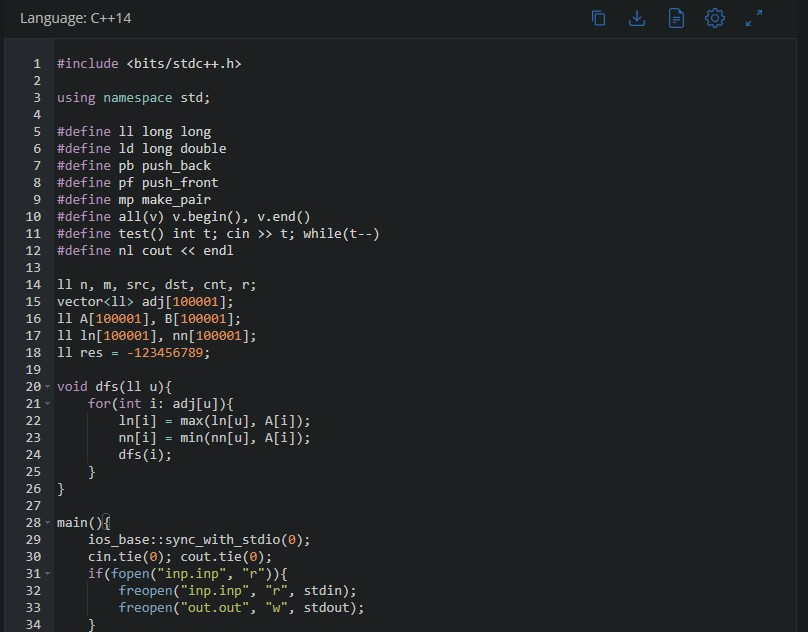 Language: C++14
1 #include <bits/stdc++.h>
2
3 using namespace std;
4
5 #define ll long long
6 #define ld long double
7 #define pb push_back
8 #define pf push_front
9 #define mp make_pair
10 #define all(v) v.begin(), v.end()
11 #define test() int t; cin >> t; while(t--)
12 #define nl cout << endl
13
14 ll n, m, src, dst, cnt, r;
15 vector<ll> adj[100001];
16 ll A[100001], B[100001];
17 ll ln[100001], nn[100001];
18 ll res = -123456789;
19
20 void dfs(ll u){
21     for(int i: adj[u]){
22         ln[i] = max(ln[u], A[i]);
23         nn[i] = min(nn[u], A[i]);
24         dfs(i);
25     }
26 }
27
28 main(){
29     ios_base::sync_with_stdio(0);
30     cin.tie(0); cout.tie(0);
31     if(fopen("inp.inp", "r")){
32         freopen("inp.inp", "r", stdin);
33         freopen("out.out", "w", stdout);
34     }